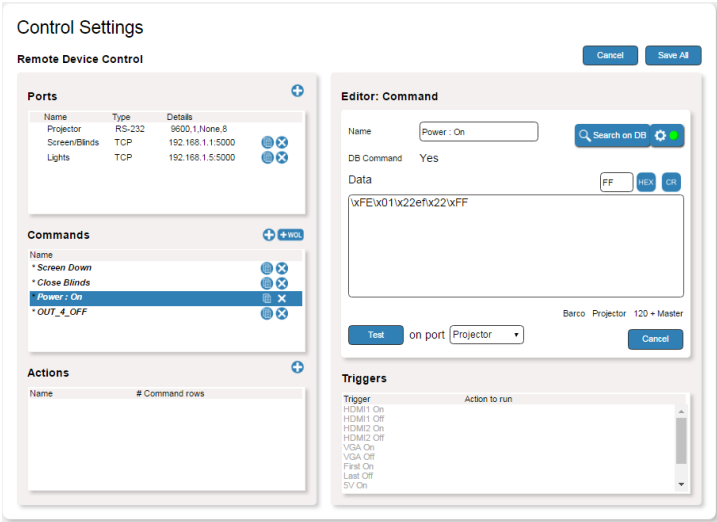 Control Settings
Remote Device Control
Cancel Save All
Ports
Name Type Details
Projector RS-232 9600,1,None,8
Screen/Blinds TCP 192.168.1.1:5000
Lights TCP 192.168.1.5:5000
Commands
+WOL
Name
* Screen Down
* Close Blinds
* Power : On
* OUT_4_OFF
Actions
Name # Command rows
Editor: Command
Name Power : On Search on DB
DB Command Yes
Data FF HEX CR
\xFE\x01\x22ef\x22\xFF
Barco Projector 120 + Master
Test on port Projector Cancel
Triggers
Trigger Action to run
HDMI1 On
HDMI1 Off
HDMI2 On
HDMI2 Off
VGA On
VGA Off
First On
Last Off
5V On